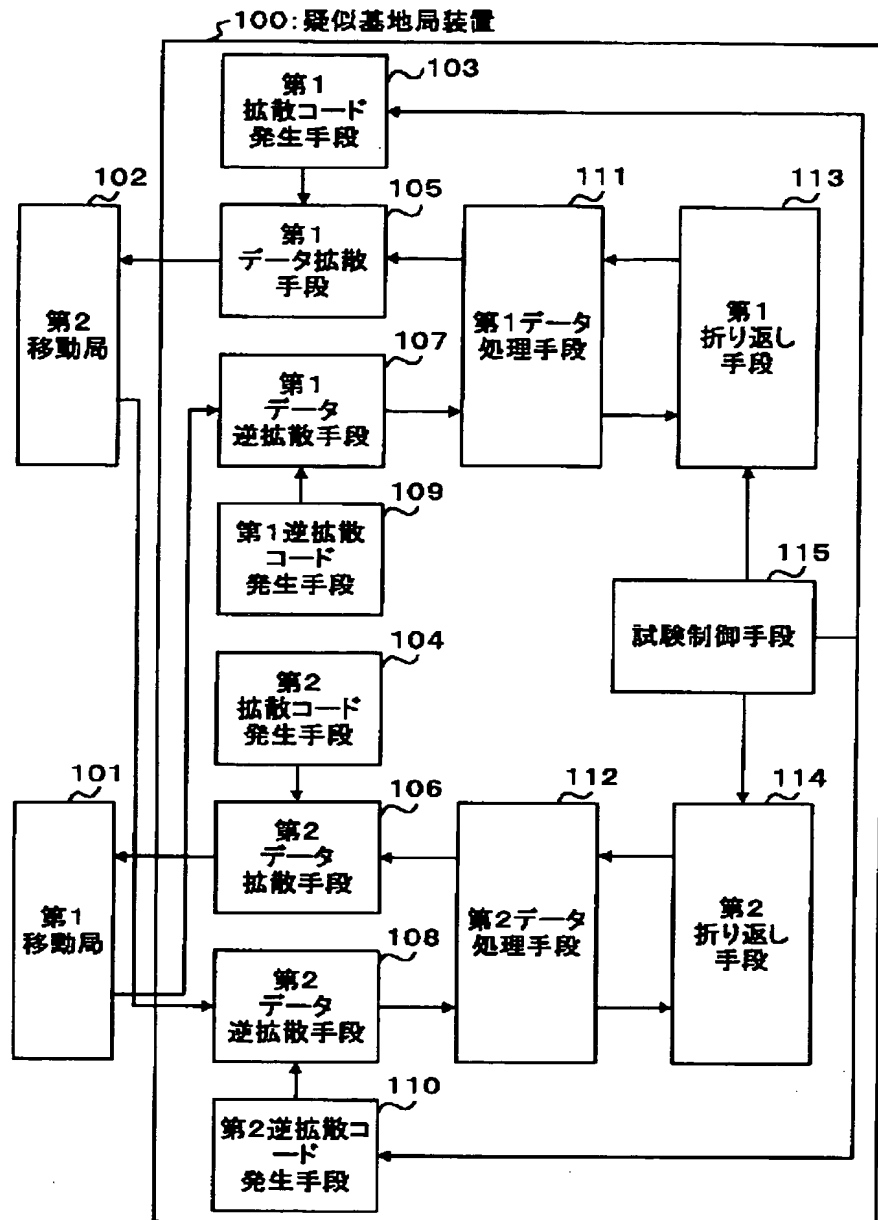 100:疑似基地局装置
103
第1
拡散コード
発生手段
102
第2
移動局
105
第1
データ拡散
手段
111
第1データ
処理手段
113
第1
折り返し
手段
107
第1
データ
逆拡散手段
109
第1逆拡散
コード
発生手段
115
試験制御手段
104
第2
拡散コード
発生手段
101
第1
移動局
106
第2
データ
拡散手段
112
第2データ
処理手段
114
第2
折り返し
手段
108
第2
データ
逆拡散手段
110
第2逆拡散コ
ード
発生手段